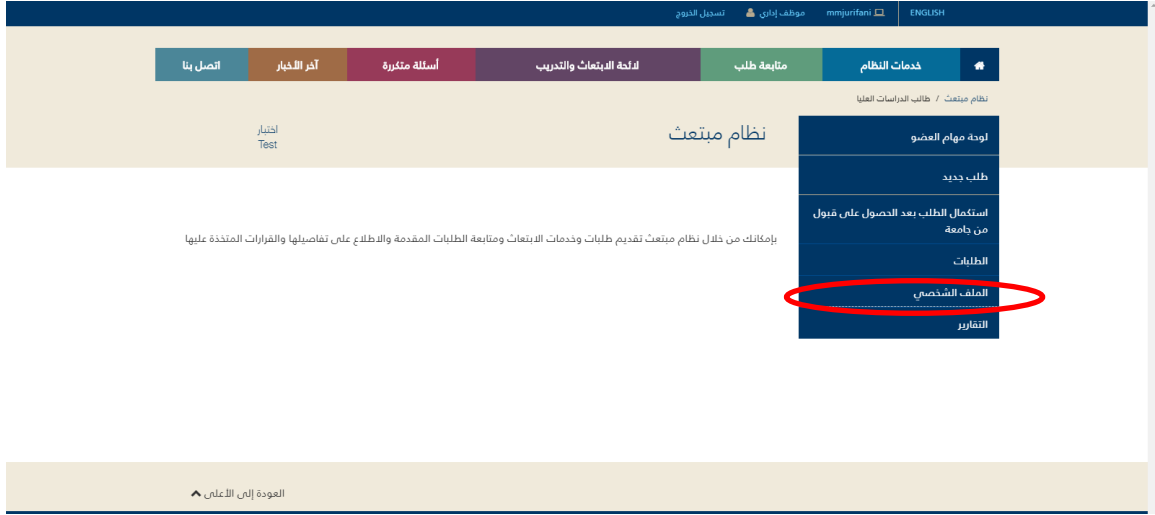 ENGLISH
mmjurifani
موظف إداري
تسجيل الخروج
خدمات النظام
متابعة طلب
لائحة الابتعاث والتدريب
أسئلة متكررة
آخر الأخبار
اتصل بنا
نظام مبتعث / طالب الدراسات العليا
لوحة مهام العضو
نظام مبتعث
اختبار
Test
طلب جديد
استكمال الطلب بعد الحصول على قبول
من جامعة
بإمكانك من خلال نظام مبتعث تقديم طلبات وخدمات الابتعاث ومتابعة الطلبات المقدمة والاطلاع على تفاصيلها والقرارات المتخذة عليها
الطلبات
الملف الشخصي
التقارير
العودة إلى الأعلى